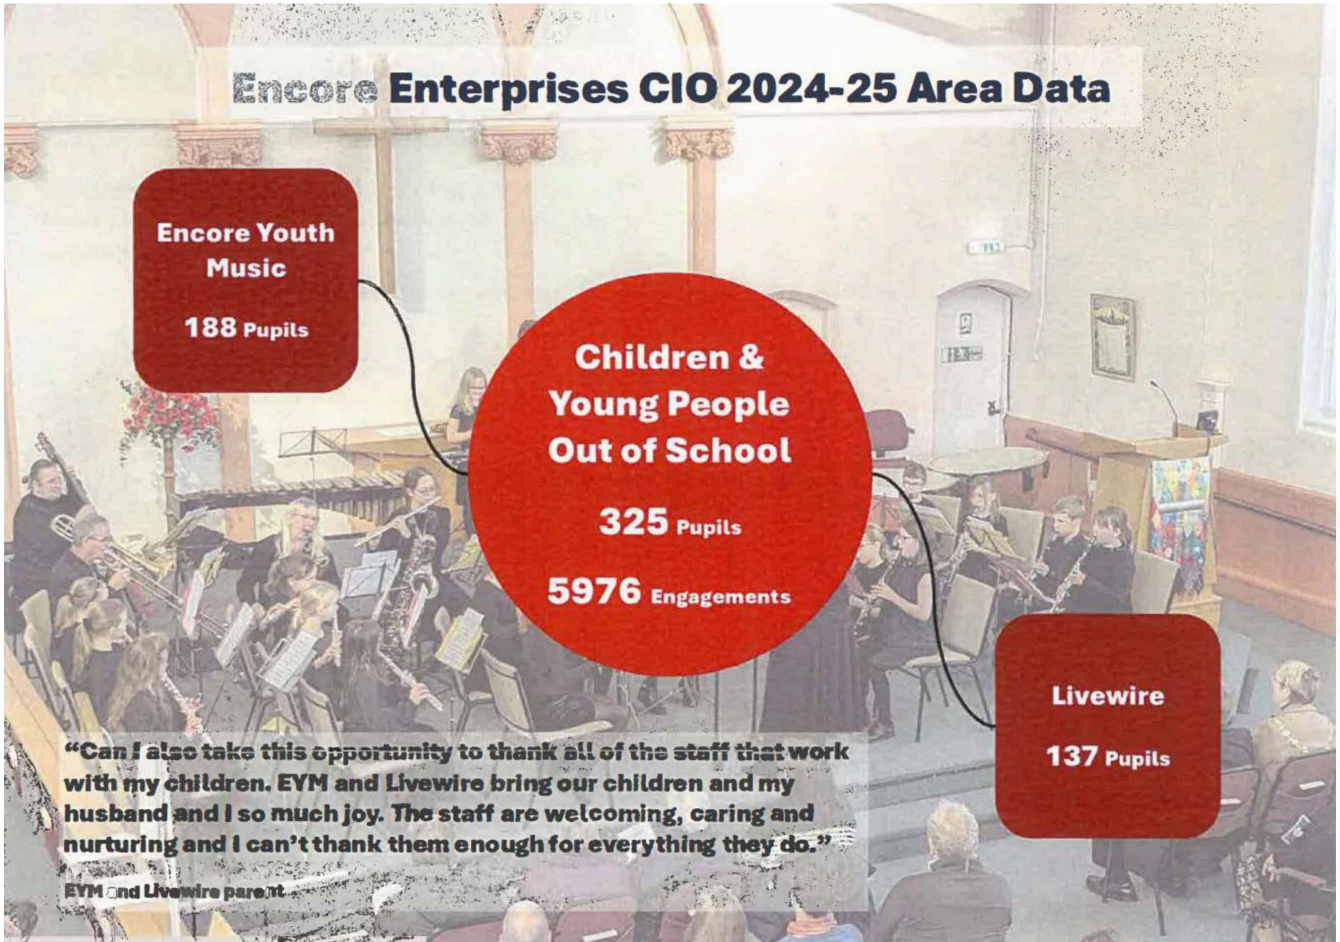 Encore Enterprises CIO 2024-25 Area Data
Encore Youth
Music
188 Pupils
Children &
Young People
Out of School
325 Pupils
5976 Engagements
Livewire
137 Pupils
“Can I also take this opportunity to thank all of the staff that work
with my children. EYM and Livewire bring our children and my
husband and I so much joy. The staff are welcoming, caring and
nurturing and I can’t thank them enough for everything they do.”
EYM and Livewire parent